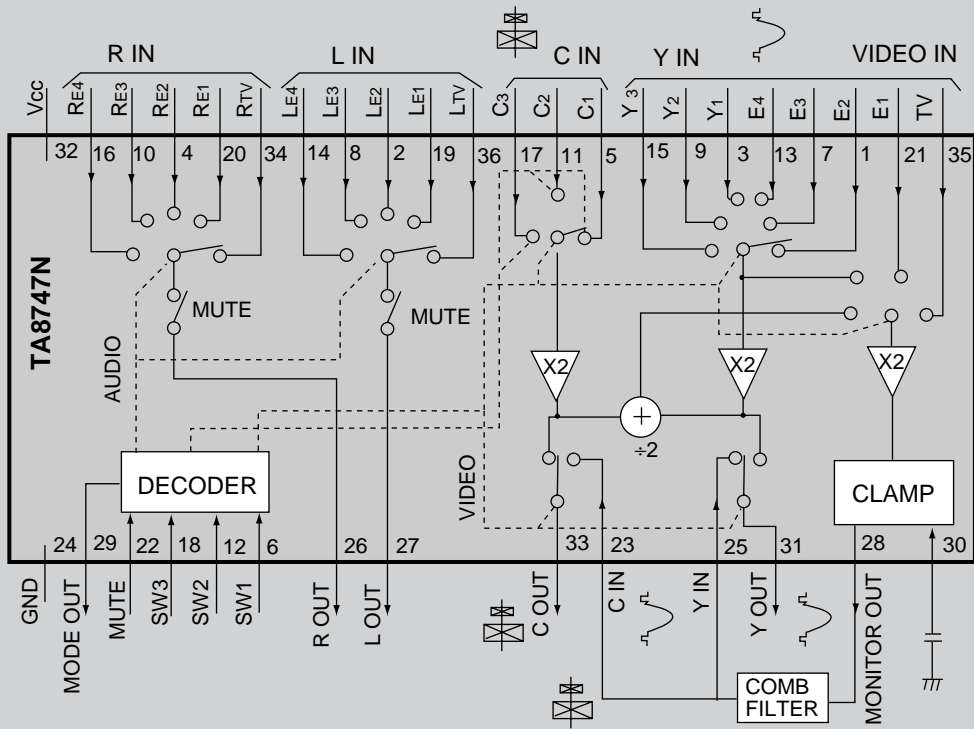 R IN
L IN
C IN
Y IN
VIDEO IN
Vcc
RE4
RE3
RE2
RE1
RTV
LE4
LE3
LE2
LE1
LTV
C3
C2
C1
Y3
Y2
Y1
E4
E3
E2
E1
TV
32
16
10
4
20
34
14
8
2
19
36
17
11
5
15
9
3
13
7
1
21
35
TA8747N
MUTE
MUTE
AUDIO
X2
X2
X2
+
÷2
DECODER
VIDEO
CLAMP
24
29
22
18
12
6
26
27
33
23
25
31
28
30
GND
MODE OUT
MUTE
SW3
SW2
SW1
R OUT
L OUT
C OUT
C IN
Y IN
Y OUT
MONITOR OUT
COMB
FILTER